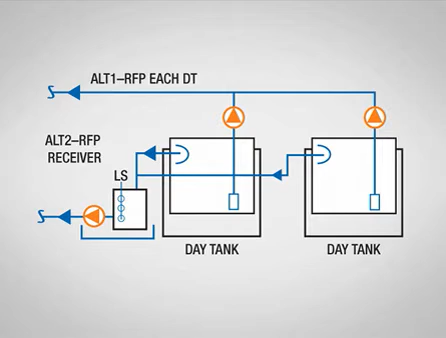 ALT1–RFP EACH DT
ALT2–RFP
RECEIVER
LS
DAY TANK
DAY TANK